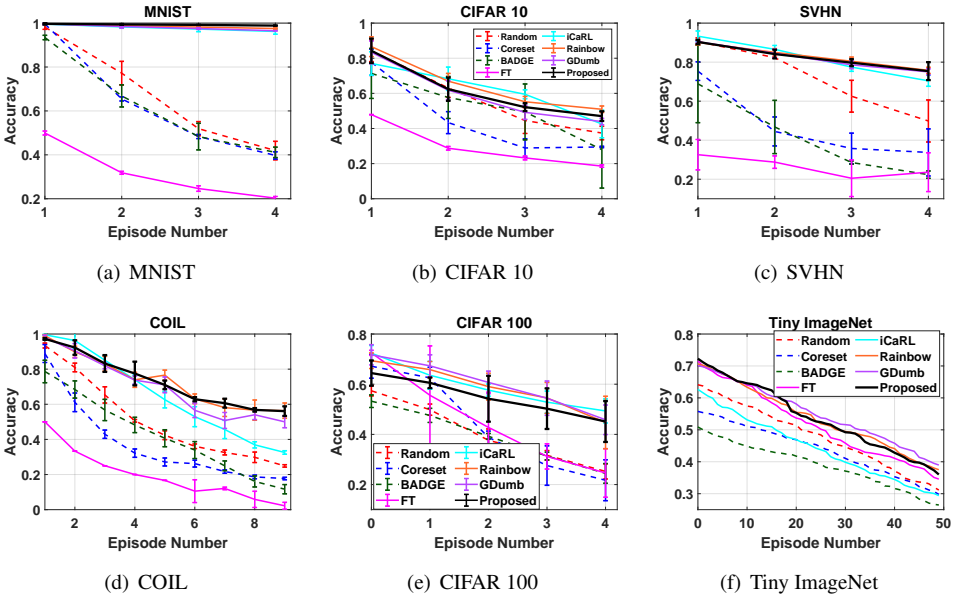 MNIST
Accuracy
1
0.8
0.6
0.4
0.2
1 2 3 4
Episode Number
(a) MNIST
CIFAR 10
Accuracy
1
0.8
0.6
0.4
0.2
0
Random iCaRL
Coreset Rainbow
BADGE GDumb
FT Proposed
1 2 3 4
Episode Number
(b) CIFAR 10
SVHN
Accuracy
1
0.8
0.6
0.4
0.2
1 2 3 4
Episode Number
(c) SVHN
COIL
Accuracy
1
0.8
0.6
0.4
0.2
0
2 4 6 8
Episode Number
(d) COIL
CIFAR 100
Accuracy
0.8
0.6
0.4
0.2
Random iCaRL
Coreset Rainbow
BADGE GDumb
FT Proposed
0 1 2 3 4
Episode Number
(e) CIFAR 100
Tiny ImageNet
Accuracy
0.8
0.7
0.6
0.5
0.4
0.3
Random iCaRL
Coreset Rainbow
BADGE GDumb
FT Proposed
0 10 20 30 40 50
Episode Number
(f) Tiny ImageNet